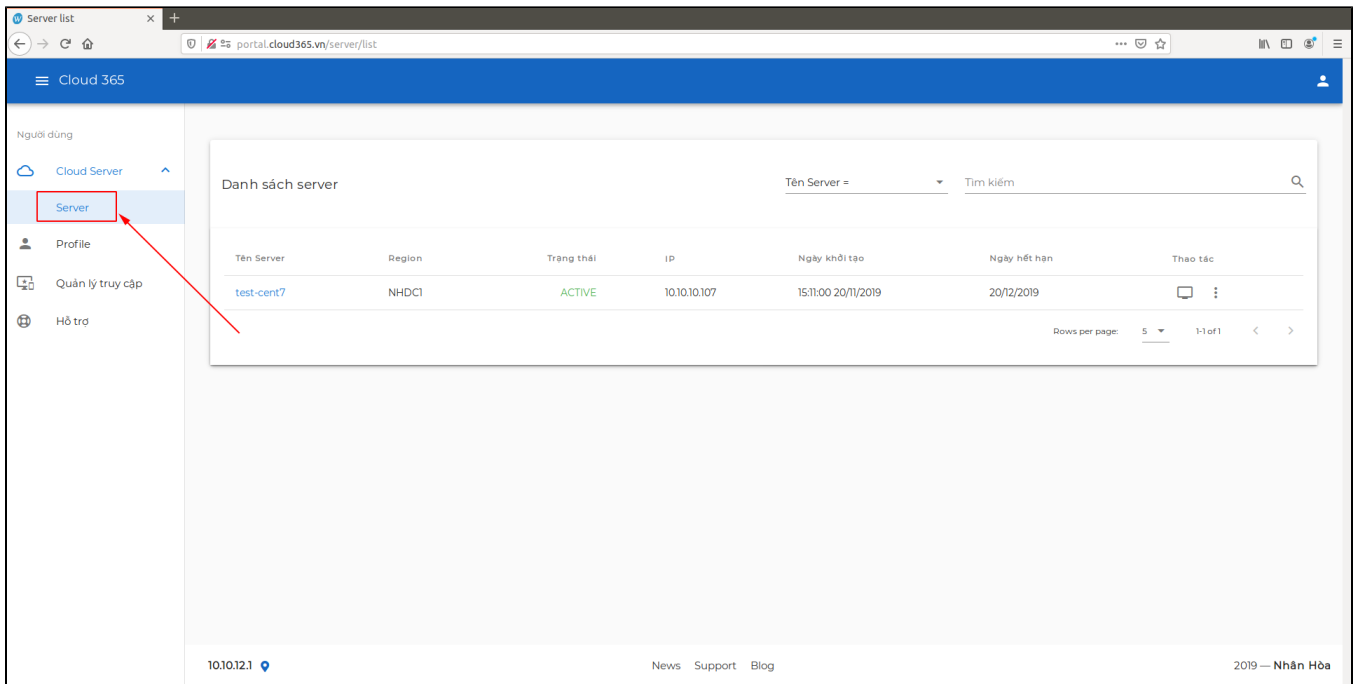 Server list
portal.cloud365.vn/server/list
Cloud 365
Người dùng
Cloud Server
Server
Profile
Quản lý truy cập
Hỗ trợ
Danh sách server
Tên Server =
Tìm kiếm
Tên Server Region Trạng thái IP Ngày khởi tạo Ngày hết hạn Thao tác
test-cent7 NHDC1 ACTIVE 10.10.10.107 15:11:00 20/11/2019 20/12/2019
Rows per page: 5 1-1 of 1
10.10.12.1 News Support Blog 2019 — Nhân Hòa